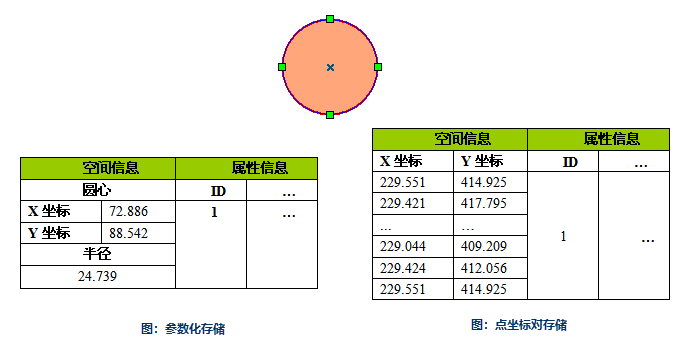 空间信息 属性信息
圆心 ID ...
X 坐标 72.886 1 ...
Y 坐标 88.542
半径
24.739
图：参数化存储
空间信息 属性信息
X 坐标 Y 坐标 ID ...
229.551 414.925
229.421 417.795
... ...
229.044 409.209 1 ...
229.424 412.056
229.551 414.925
图：点坐标对存储